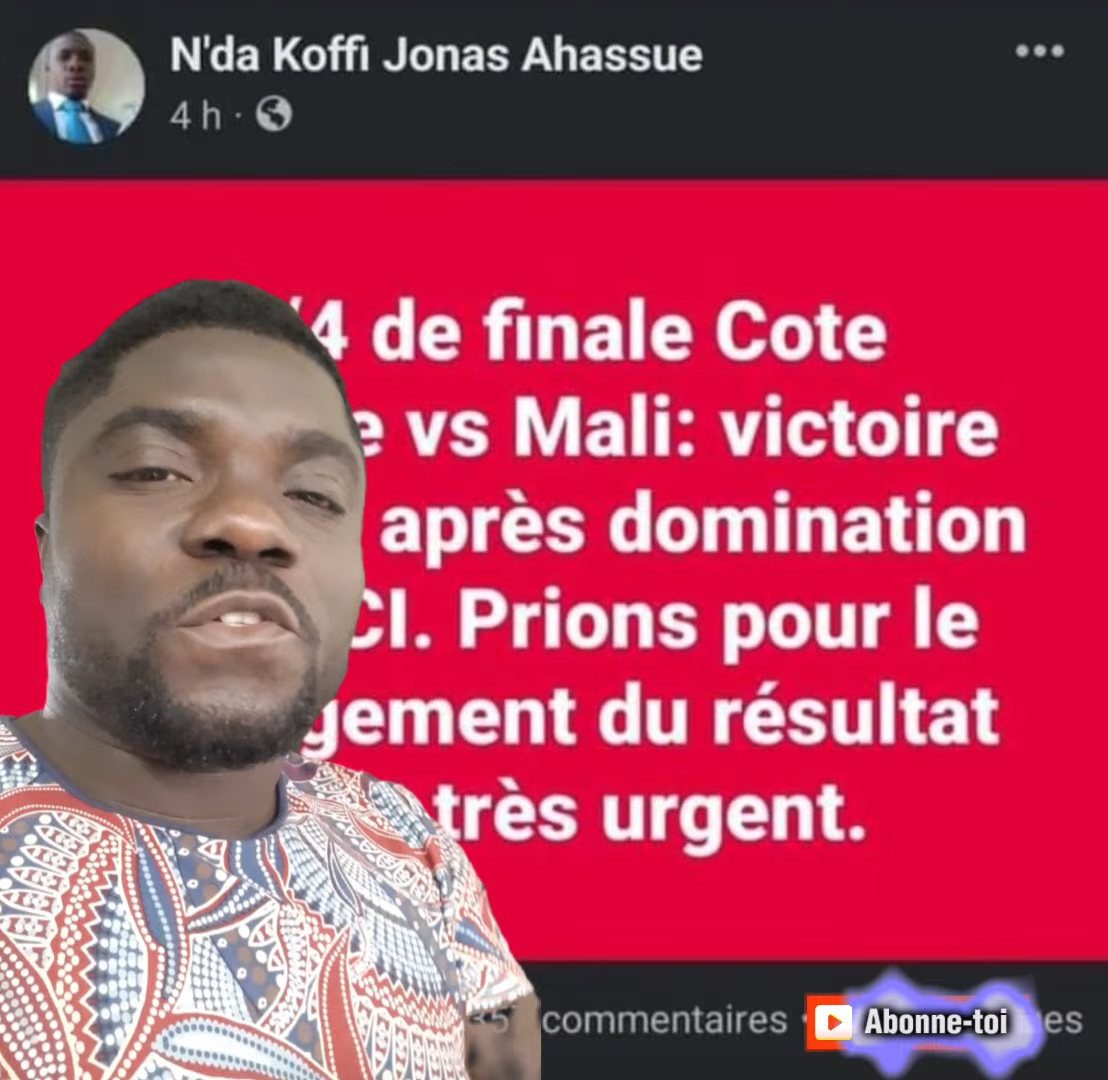 N'da Koffi Jonas Ahassue
4 h ·
/4 de finale Cote
vs Mali: victoire
après domination
CI. Prions pour le
du résultat
très urgent.
commentaires
Abonne-toi